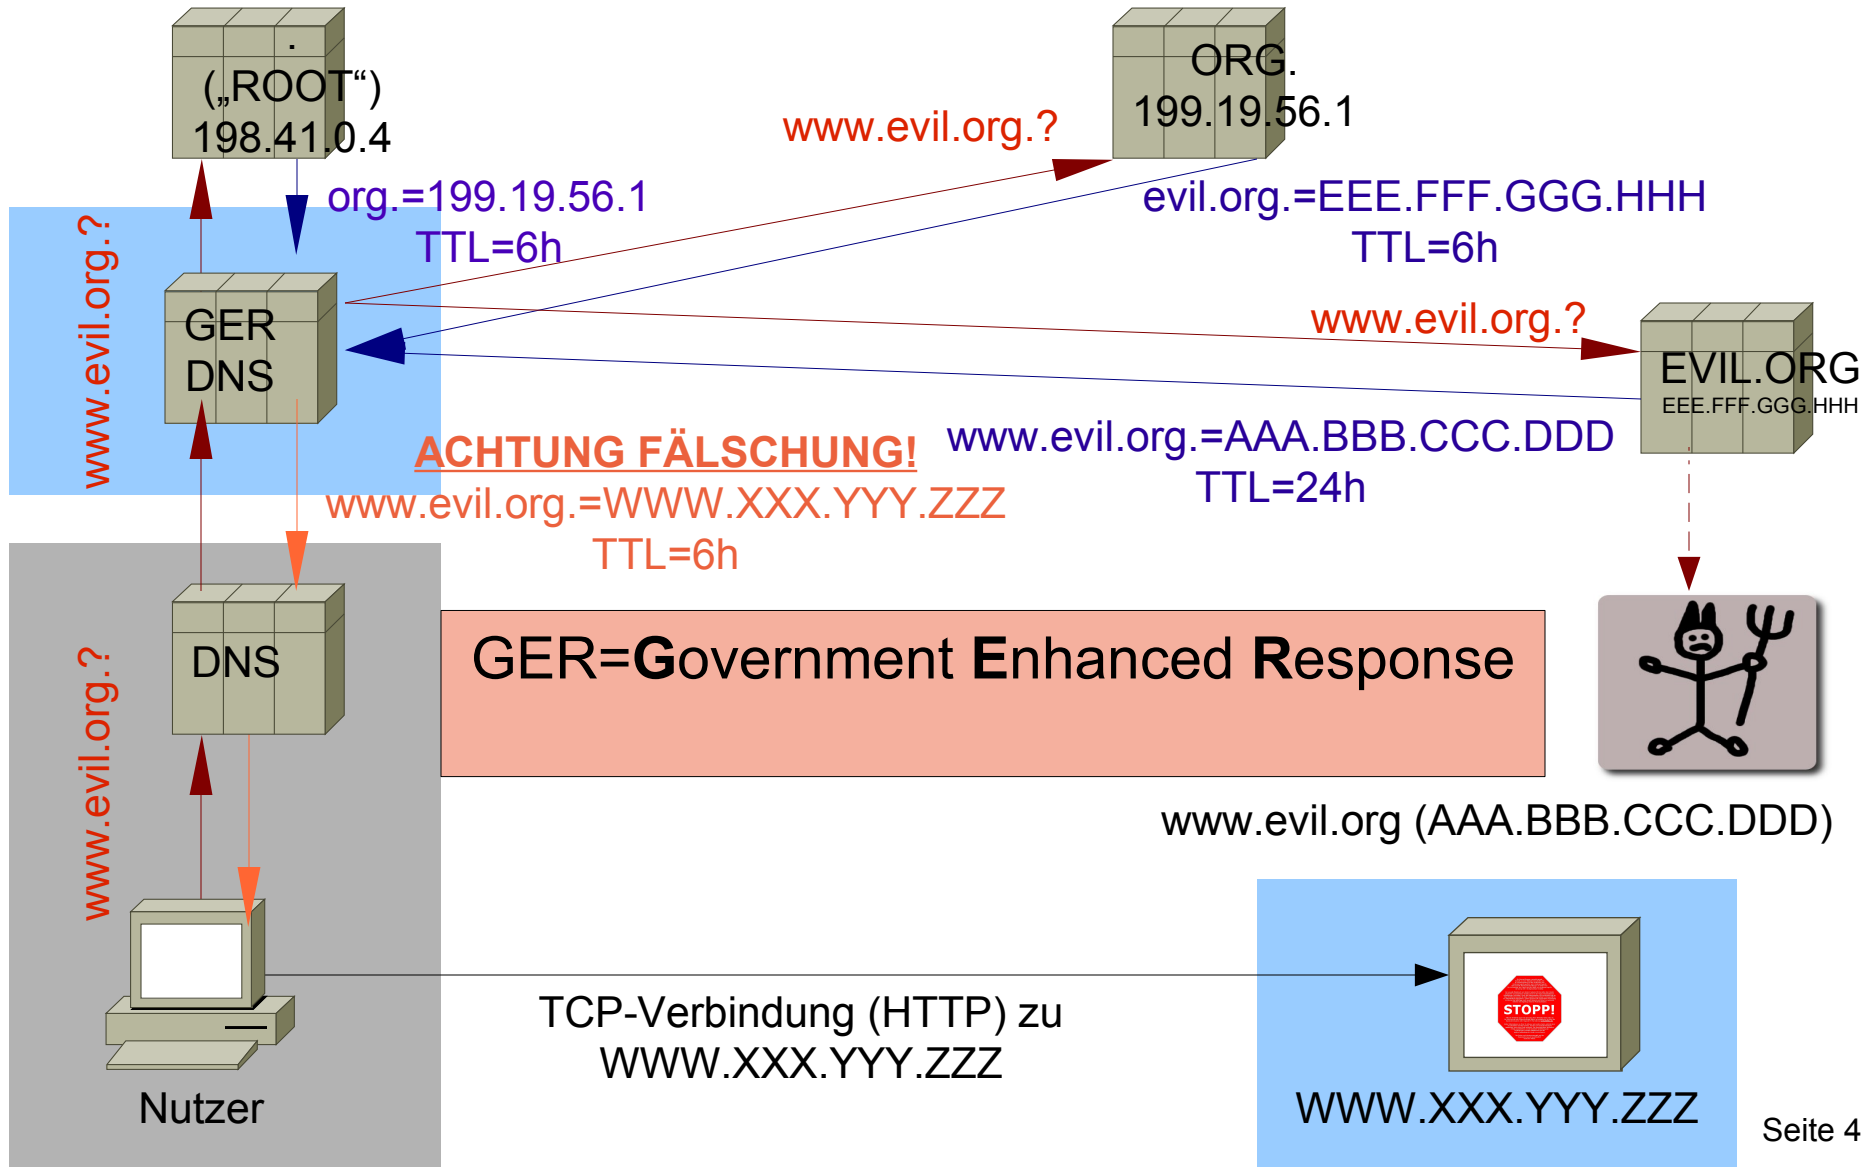 .
(„ROOT“)
198.41.0.4
ORG.
199.19.56.1
www.evil.org.?
org.=199.19.56.1
TTL=6h
evil.org.=EEE.FFF.GGG.HHH
TTL=6h
www.evil.org.?
GER
DNS
www.evil.org.?
EVIL.ORG
EEE.FFF.GGG.HHH
ACHTUNG FÄLSCHUNG!
www.evil.org.=WWW.XXX.YYY.ZZZ
TTL=6h
www.evil.org.=AAA.BBB.CCC.DDD
TTL=24h
DNS
www.evil.org.?
GER=Government Enhanced Response
www.evil.org (AAA.BBB.CCC.DDD)
TCP-Verbindung (HTTP) zu
WWW.XXX.YYY.ZZZ
STOPP!
Nutzer
WWW.XXX.YYY.ZZZ
Seite 4